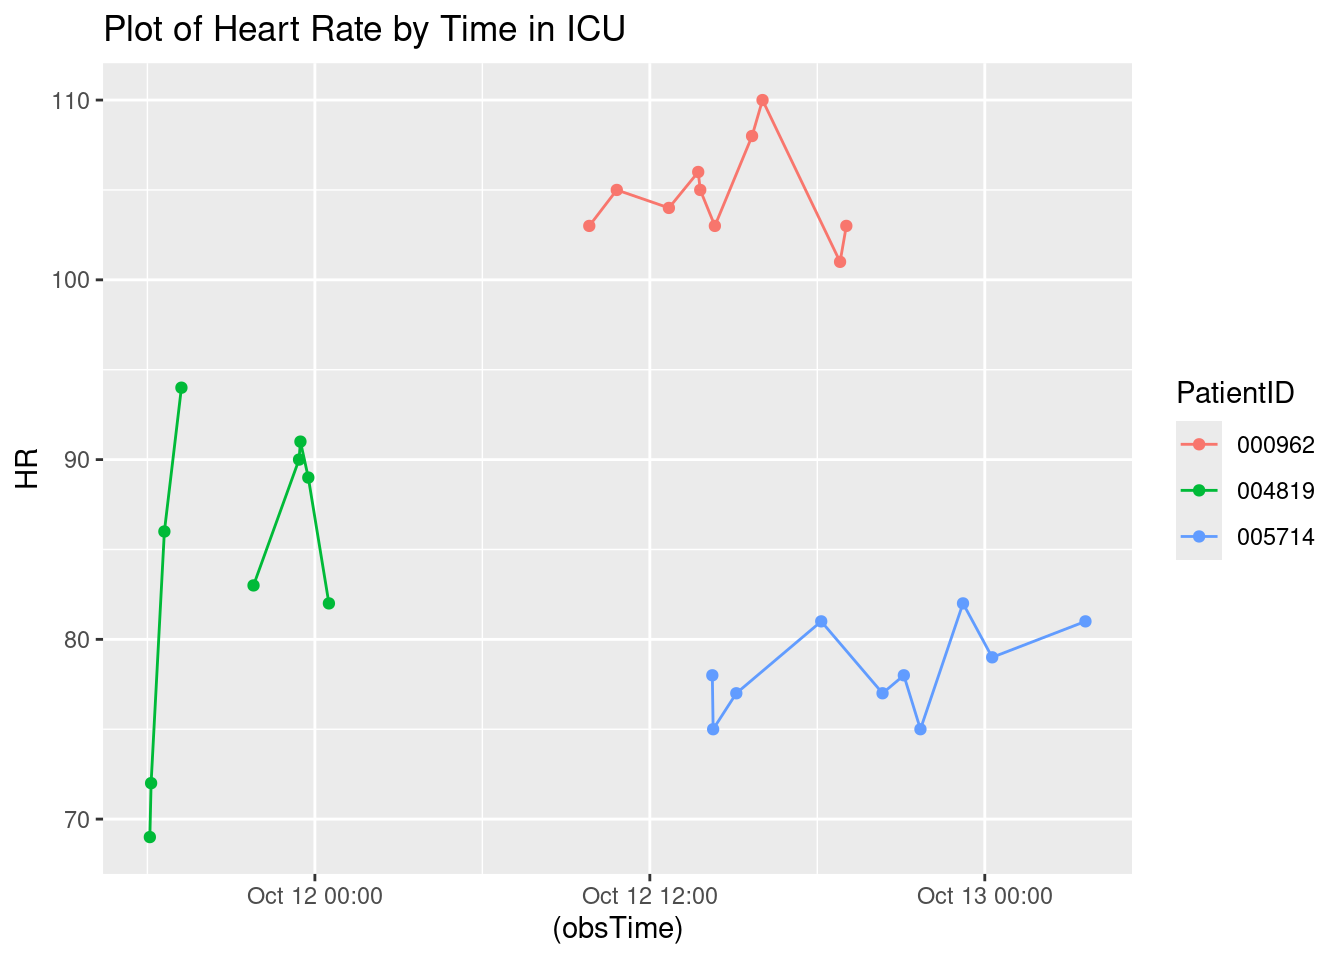 Plot of Heart Rate by Time in ICU
110
100
90
80
70
HR
Oct 12 00:00
Oct 12 12:00
Oct 13 00:00
(obsTime)
PatientID
000962
004819
005714